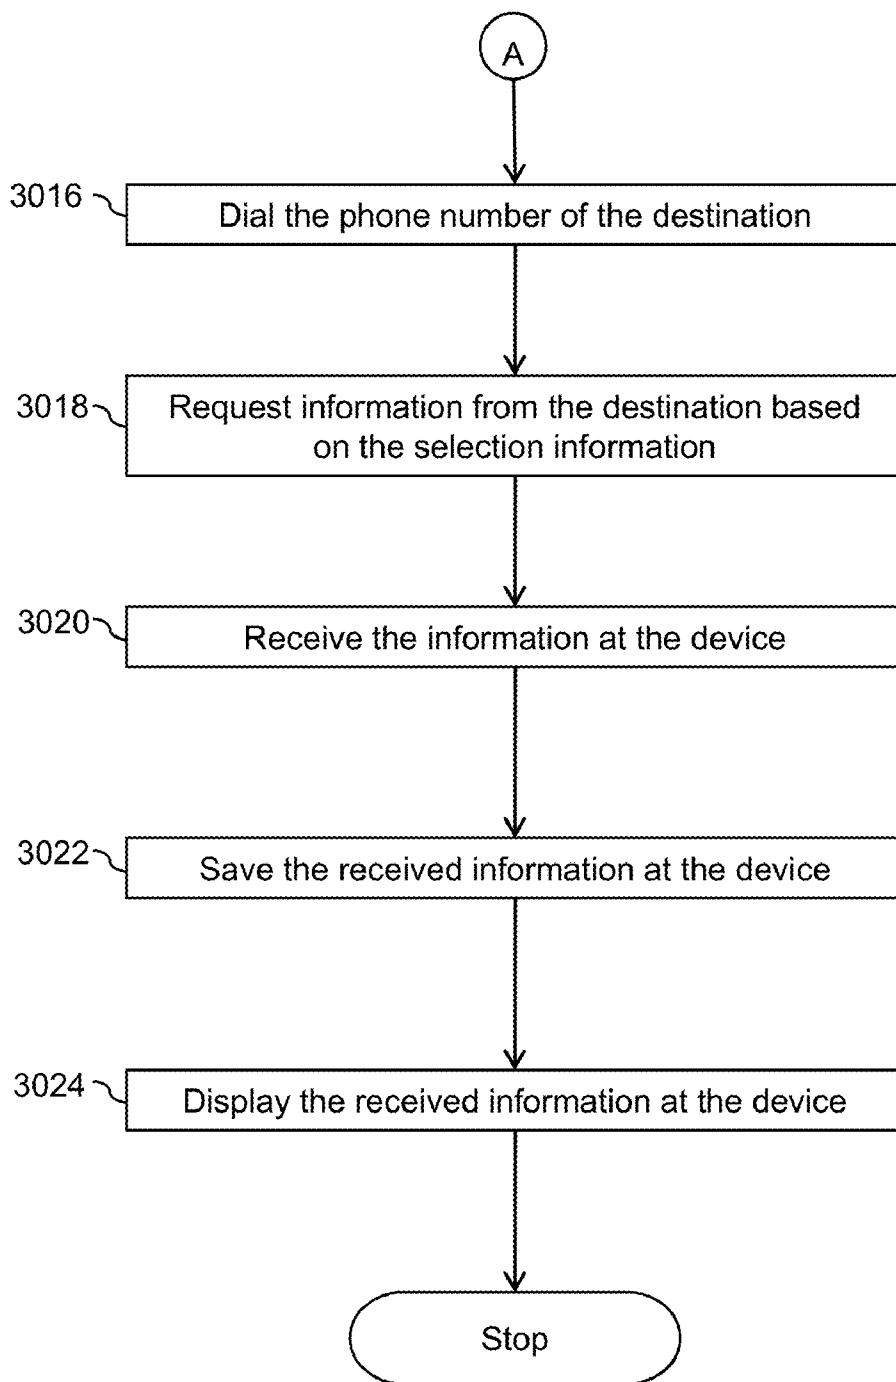 A
3016
Dial the phone number of the destination
3018
Request information from the destination based
on the selection information
3020
Receive the information at the device
3022
Save the received information at the device
3024
Display the received information at the device
Stop